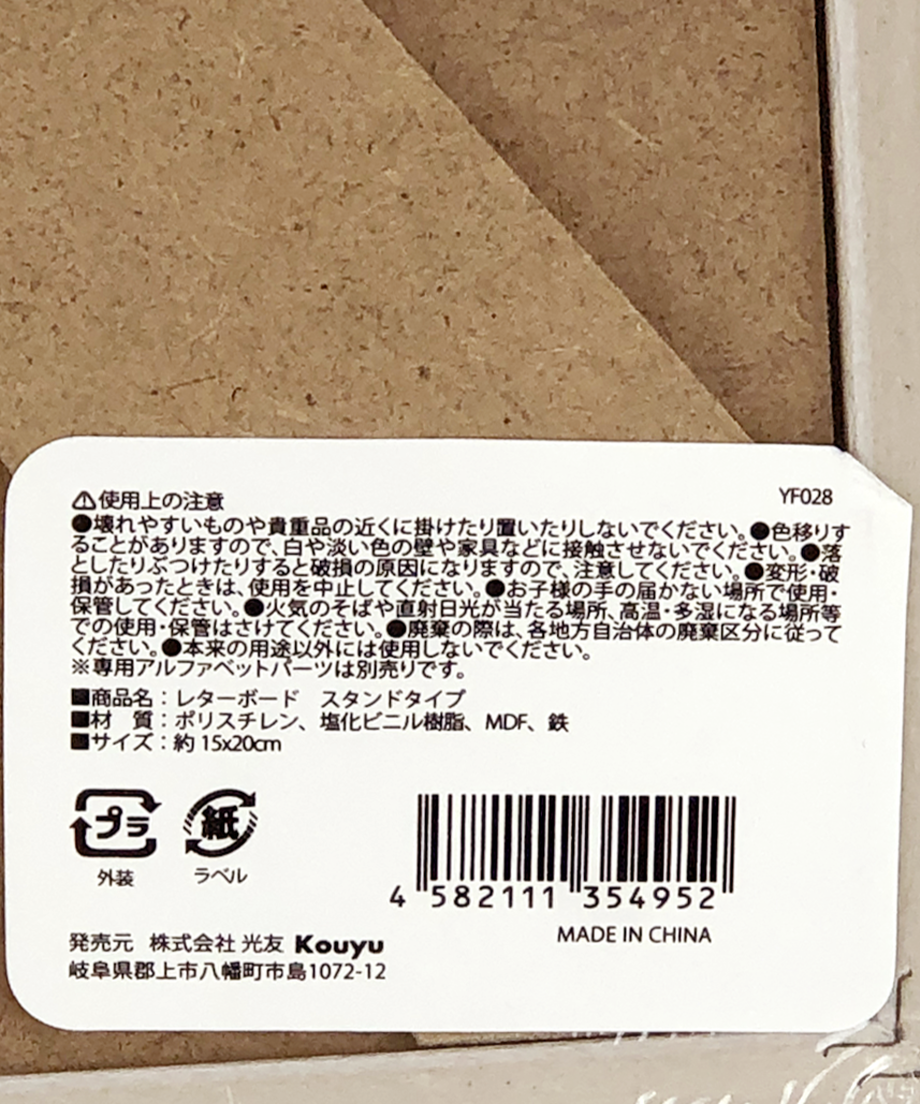 ⚠使用上の注意
YF028
●壊れやすいものや貴重品の近くに掛けたり置いたりしないでください。●色移りす
ることがありますので、白や淡い色の壁や家具などに接触させないでください。●落
としたりぶつけたりすると破損の原因になりますので、注意してください。●変形・破
損があったときは、使用を中止してください。●お子様の手の届かない場所で使用・
保管してください。●火気のそばや直射日光が当たる場所、高温・多湿になる場所等
での使用・保管はさけてください。●廃棄の際は、各地方自治体の廃棄区分に従って
ください。●本来の用途以外には使用しないでください。
※専用アルファベットパーツは別売りです。
■商品名：レターボード　スタンドタイプ
■材　質：ポリスチレン、塩化ビニル樹脂、MDF、鉄
■サイズ：約15x20cm
プラ
紙
外装
ラベル
4 582111 354952
MADE IN CHINA
発売元　株式会社 光友 Kouyu
岐阜県郡上市八幡町市島1072-12